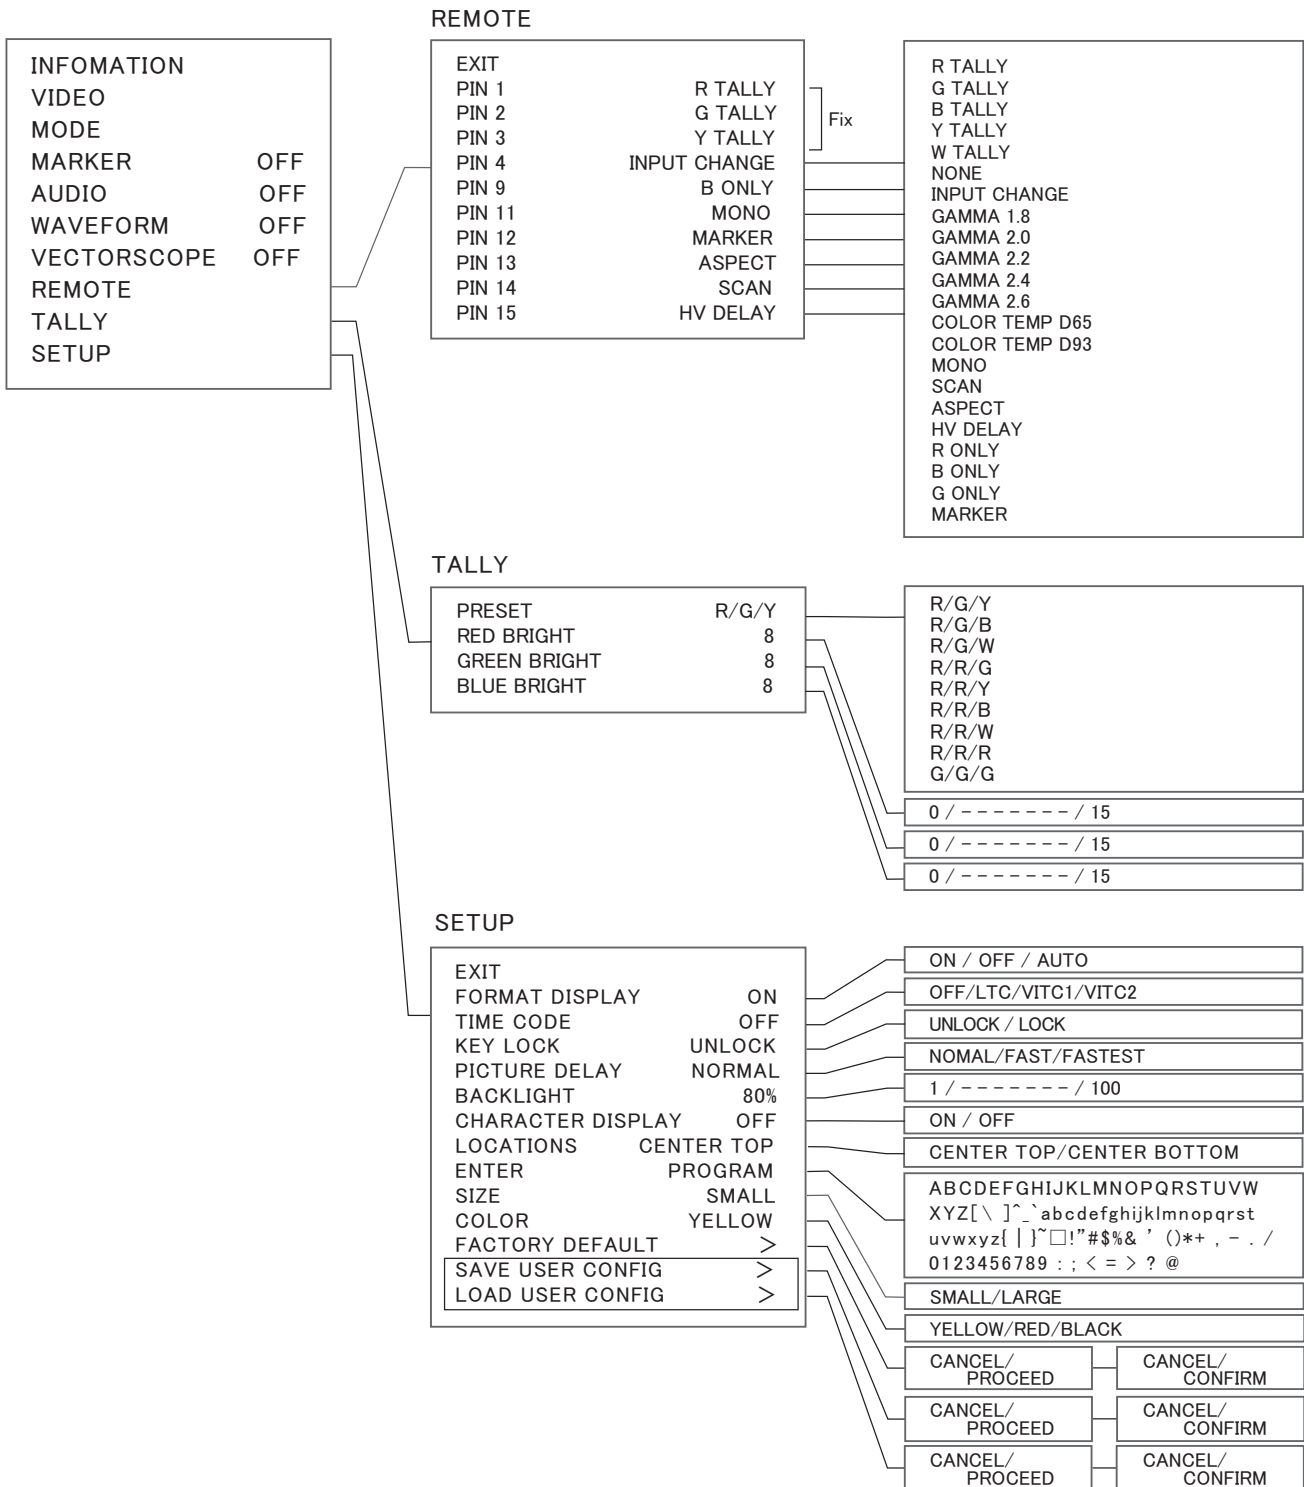 INFOMATION
VIDEO
MODE
MARKER OFF
AUDIO OFF
WAVEFORM OFF
VECTORSCOPE OFF
REMOTE
TALLY
SETUP
REMOTE
EXIT
PIN 1 R TALLY
PIN 2 G TALLY
PIN 3 Y TALLY
Fix
PIN 4 INPUT CHANGE
PIN 9 B ONLY
PIN 11 MONO
PIN 12 MARKER
PIN 13 ASPECT
PIN 14 SCAN
PIN 15 HV DELAY
R TALLY
G TALLY
B TALLY
Y TALLY
W TALLY
NONE
INPUT CHANGE
GAMMA 1.8
GAMMA 2.0
GAMMA 2.2
GAMMA 2.4
GAMMA 2.6
COLOR TEMP D65
COLOR TEMP D93
MONO
SCAN
ASPECT
HV DELAY
R ONLY
B ONLY
G ONLY
MARKER
TALLY
PRESET R/G/Y
RED BRIGHT 8
GREEN BRIGHT 8
BLUE BRIGHT 8
R/G/Y
R/G/B
R/G/W
R/R/G
R/R/Y
R/R/B
R/R/W
R/R/R
G/G/G
0 / - - - - - - - / 15
0 / - - - - - - - / 15
0 / - - - - - - - / 15
SETUP
EXIT
FORMAT DISPLAY ON
TIME CODE OFF
KEY LOCK UNLOCK
PICTURE DELAY NORMAL
BACKLIGHT 80%
CHARACTER DISPLAY OFF
LOCATIONS CENTER TOP
ENTER PROGRAM
SIZE SMALL
COLOR YELLOW
FACTORY DEFAULT >
SAVE USER CONFIG >
LOAD USER CONFIG >
ON / OFF / AUTO
OFF/LTC/VITC1/VITC2
UNLOCK / LOCK
NOMAL/FAST/FASTEST
1 / - - - - - - - / 100
ON / OFF
CENTER TOP/CENTER BOTTOM
ABCDEFGHIJKLMNOPQRSTUVW
XYZ[\ ]^_`abcdefghijklmnopqrst
uvwxyz{ | }~□!”#$%& ’ ()*+ , - . /
0123456789 : ; < = > ? @
SMALL/LARGE
YELLOW/RED/BLACK
CANCEL/
PROCEED
CANCEL/
CONFIRM
CANCEL/
PROCEED
CANCEL/
CONFIRM
CANCEL/
PROCEED
CANCEL/
CONFIRM